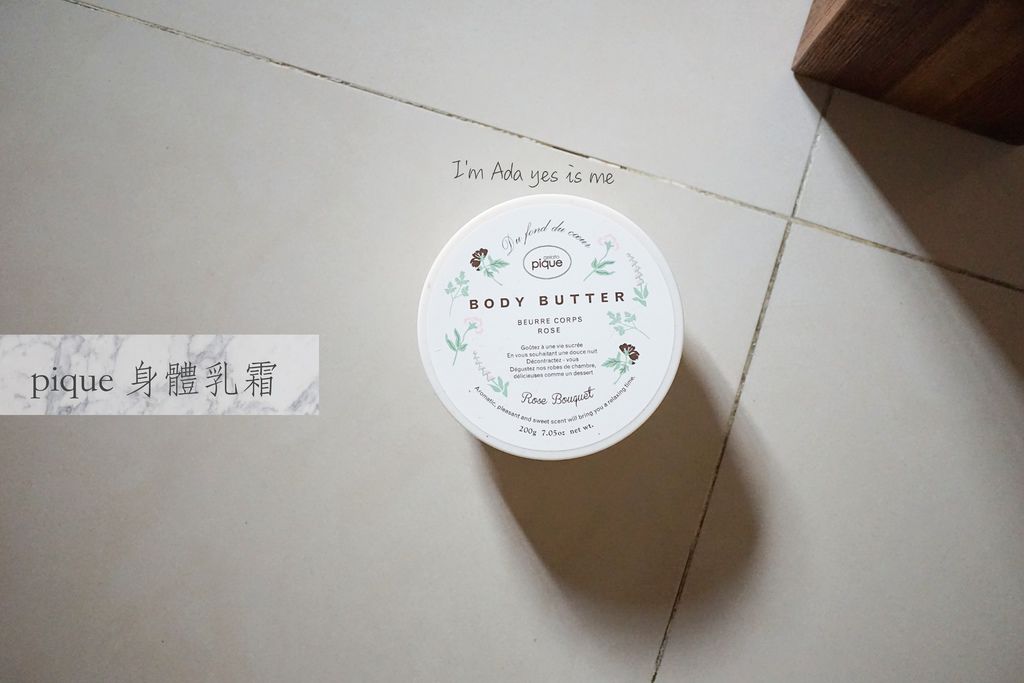 I'm Ada yes is me
Du fond du cœur
gelato
pique
BODY BUTTER
BEURRE CORPS
ROSE
Goûtez à une vie sucrée
En vous souhaitant une douce nuit
Décontractez-vous
Dégustez nos robes de chambre,
délicieuses comme un dessert.
Rose Bouquet
Aromatic, pleasant and sweet scent will bring you a relaxing time.
200g 7.05oz net wt.
pique 身體乳霜